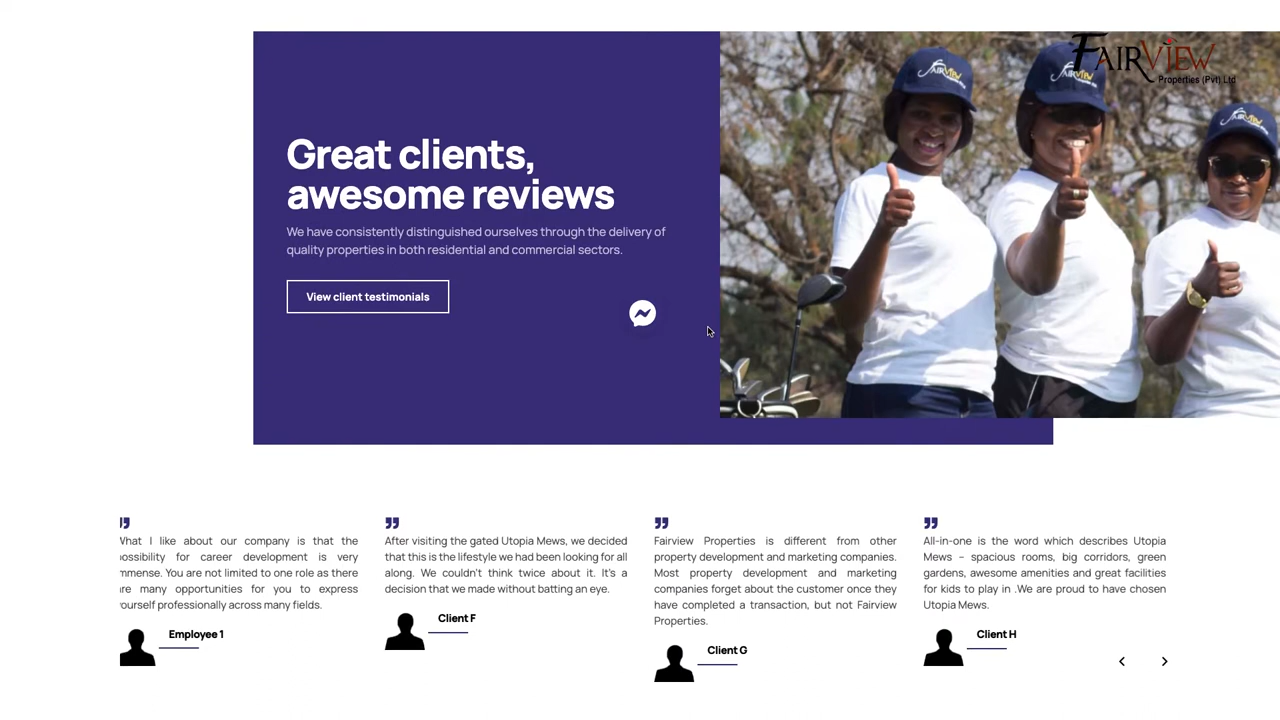 FAIRVIEW
Properties (Pvt) Ltd
Great clients,
awesome reviews
We have consistently distinguished ourselves through the delivery of
quality properties in both residential and commercial sectors.
View client testimonials
What I like about our company is that the
possibility for career development is very
immense. You are not limited to one role as there
are many opportunities for you to express
yourself professionally across many fields.
Employee 1
After visiting the gated Utopia Mews, we decided
that this is the lifestyle we had been looking for all
along. We couldn't think twice about it. It's a
decision that we made without batting an eye.
Client F
Fairview Properties is different from other
property development and marketing companies.
Most property development and marketing
companies forget about the customer once they
have completed a transaction, but not Fairview
Properties.
Client G
All-in-one is the word which describes Utopia
Mews – spacious rooms, big corridors, green
gardens, awesome amenities and great facilities
for kids to play in .We are proud to have chosen
Utopia Mews.
Client H